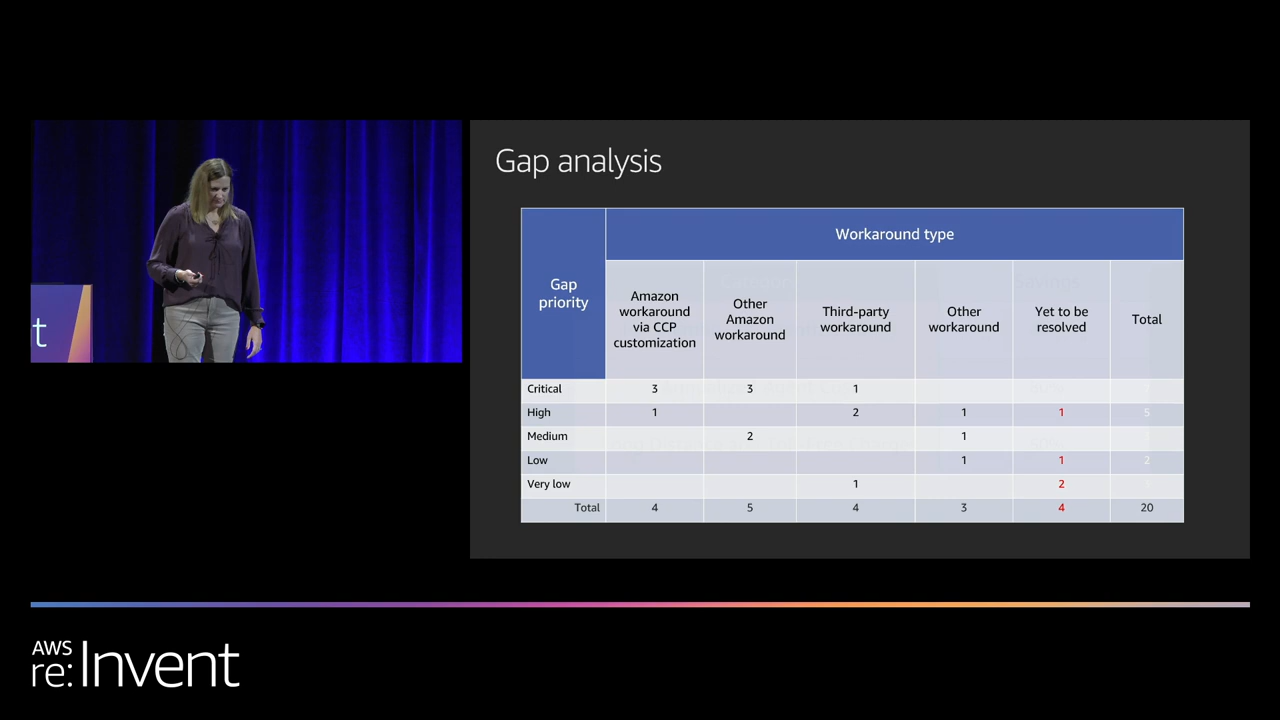 t
Gap analysis
Gap priority
Workaround type
Amazon workaround via CCP customization
Other Amazon workaround
Third-party workaround
Other workaround
Yet to be resolved
Total
Critical 3 3 1
High 1 2 1 1 5
Medium 2 1
Low 1 1 2
Very low 1 2
Total 4 5 4 3 4 20
Savings
AWS
re:Invent